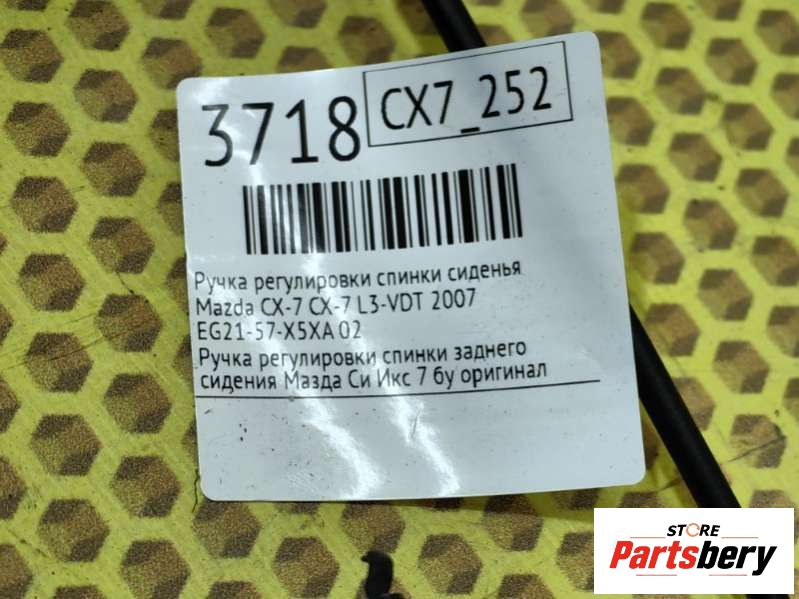 3718 CX7_252
Ручка регулировки спинки сиденья
Mazda CX-7 CX-7 L3-VDT 2007
EG21-57-X5XA 02
Ручка регулировки спинки заднего
сидения Мазда Си Икс 7 бу оригинал
STORE
Partsbery